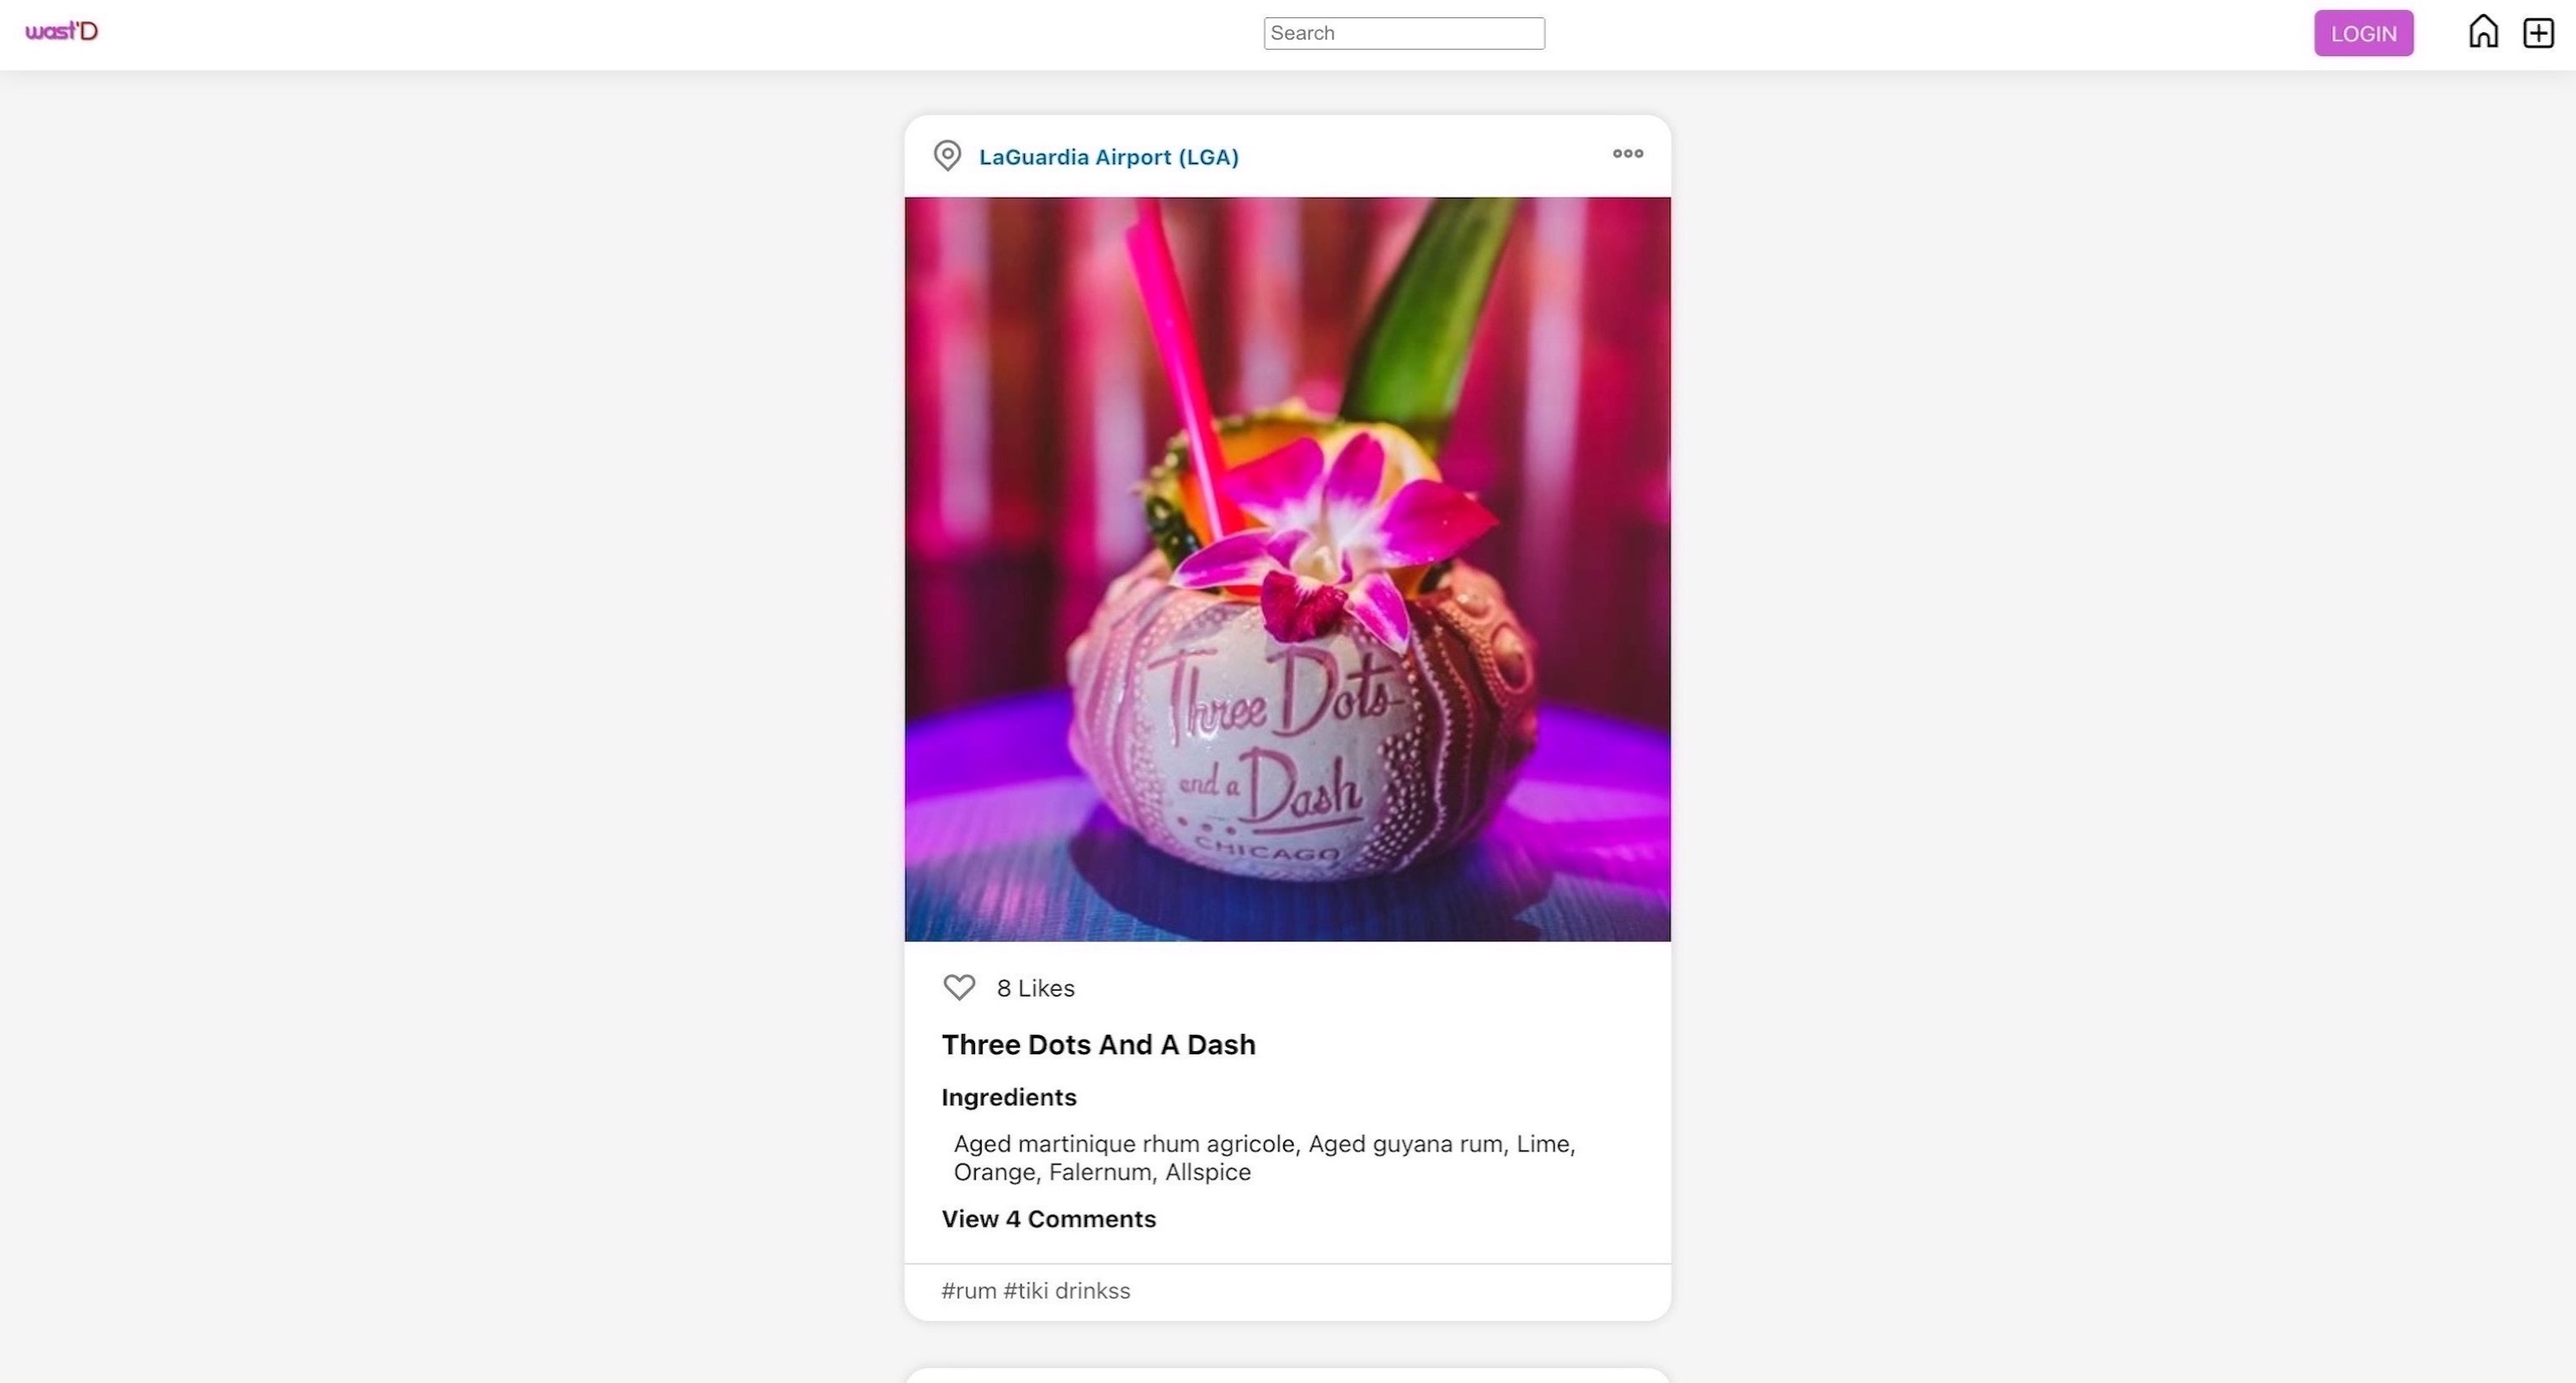 wast'D
Search
LOGIN
LaGuardia Airport (LGA)
Three Dots
and a Dash
CHICAGO
8 Likes
Three Dots And A Dash
Ingredients
Aged martinique rhum agricole, Aged guyana rum, Lime,
Orange, Falernum, Allspice
View 4 Comments
#rum #tiki drinkss